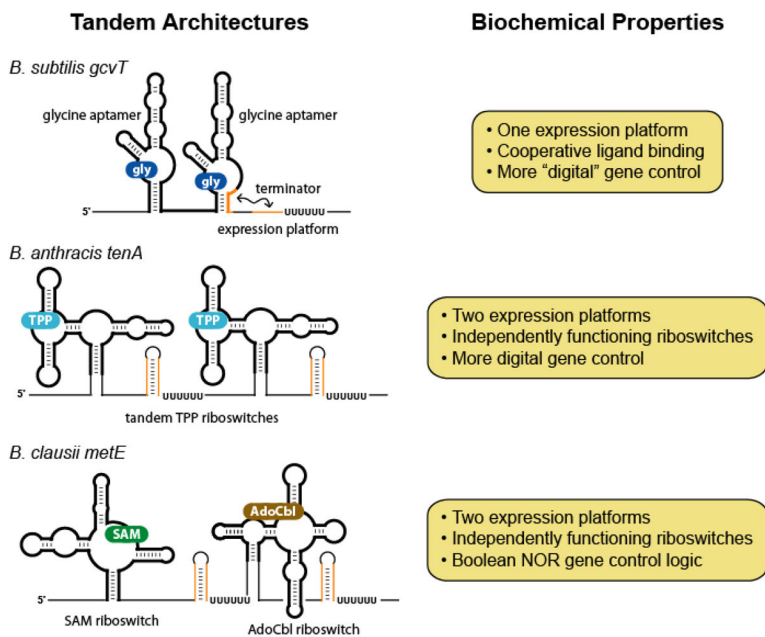 Tandem Architectures
Biochemical Properties
B. subtilis gcvT
glycine aptamer
glycine aptamer
gly
gly
terminator
5'
UUUUUU
expression platform
• One expression platform
• Cooperative ligand binding
• More “digital” gene control
B. anthracis tenA
TPP
TPP
5'
UUUUUU
UUUUUU
tandem TPP riboswitches
• Two expression platforms
• Independently functioning riboswitches
• More digital gene control
B. clausii metE
SAM
AdoCbl
5'
UUUUUU
UUUUUU
SAM riboswitch
AdoCbl riboswitch
• Two expression platforms
• Independently functioning riboswitches
• Boolean NOR gene control logic